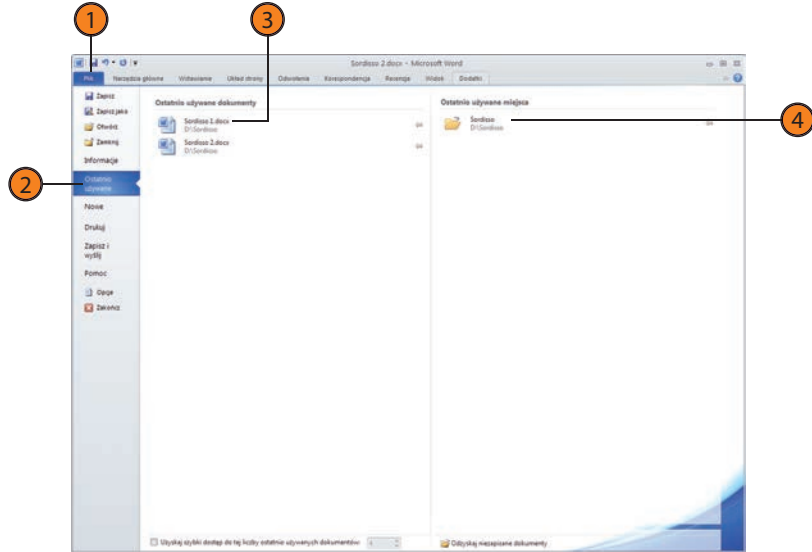 1
3
Sordisso 2.docx - Microsoft Word
Plik Narzędzia główne Wstawianie Układ strony Odwołania Korespondencja Recenzja Widok Dodatki
Zapisz
Zapisz jako
Otwórz
Zamknij
Informacje
2
Ostatnio
używane
Nowe
Drukuj
Zapisz i
wyślij
Pomoc
Opcje
Zakończ
Ostatnio używane dokumenty
Sordisso 1.docx
D:\Sordisso
Sordisso 2.docx
D:\Sordisso
Uzyskaj szybki dostęp do tej liczby ostatnio używanych dokumentów:
Ostatnio używane miejsca
Sordisso
D:\Sordisso
4
Odzyskaj niezapisane dokumenty